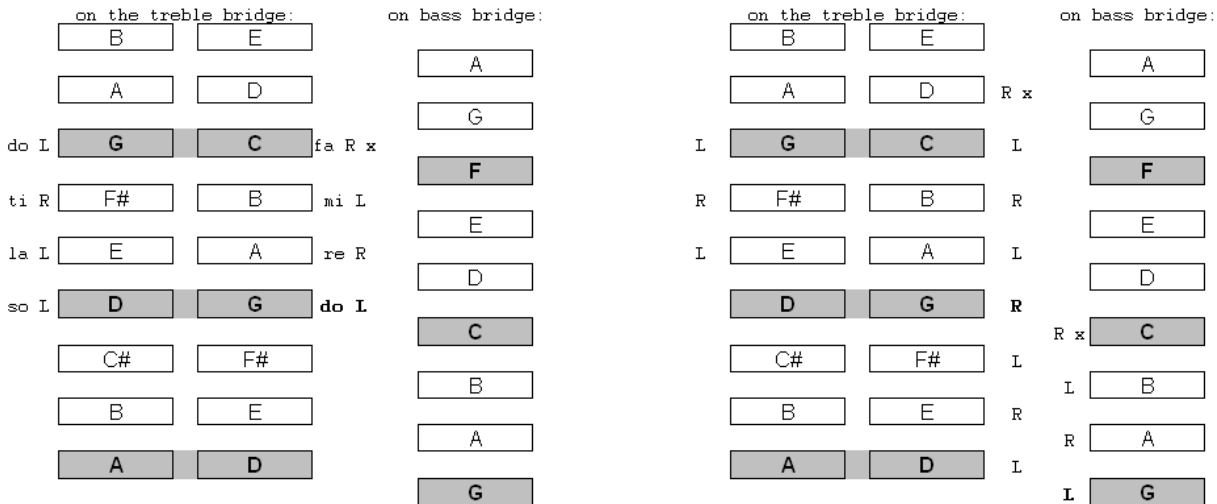 on the treble bridge: on bass bridge: on the treble bridge: on bass bridge:
B E B E
A A
A D A D R x
G G
do L G C fa R x L G C L
F F
ti R F# B mi L R F# B R
E E
la L E A re R L E A L
D D
so L D G do L D G R
C R x C
C# F# C# F# L
B L B
B E B E R
A R A
A D A D L
G L G